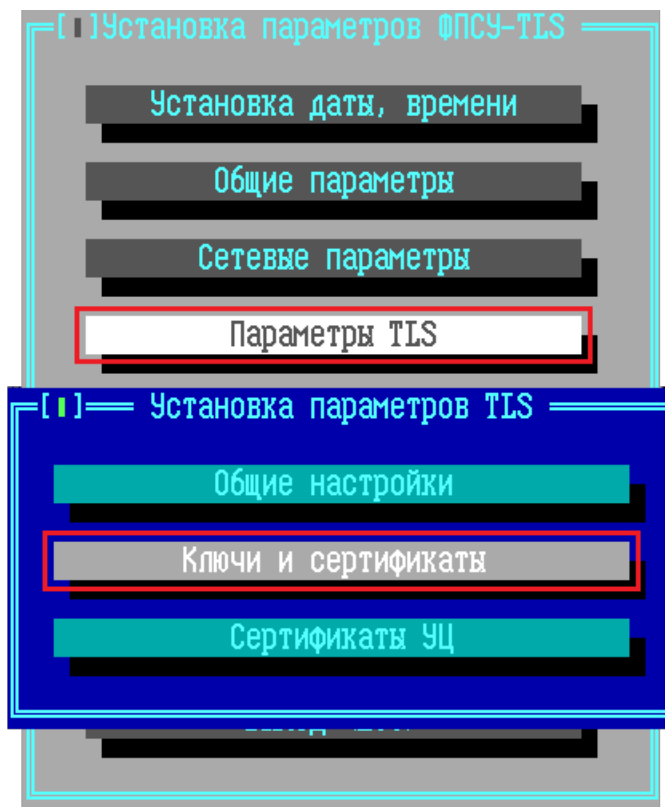 Установка параметров ФПСУ-TLS
Установка даты, времени
Общие параметры
Сетевые параметры
Параметры TLS
Установка параметров TLS
Общие настройки
Ключи и сертификаты
Сертификаты УЦ